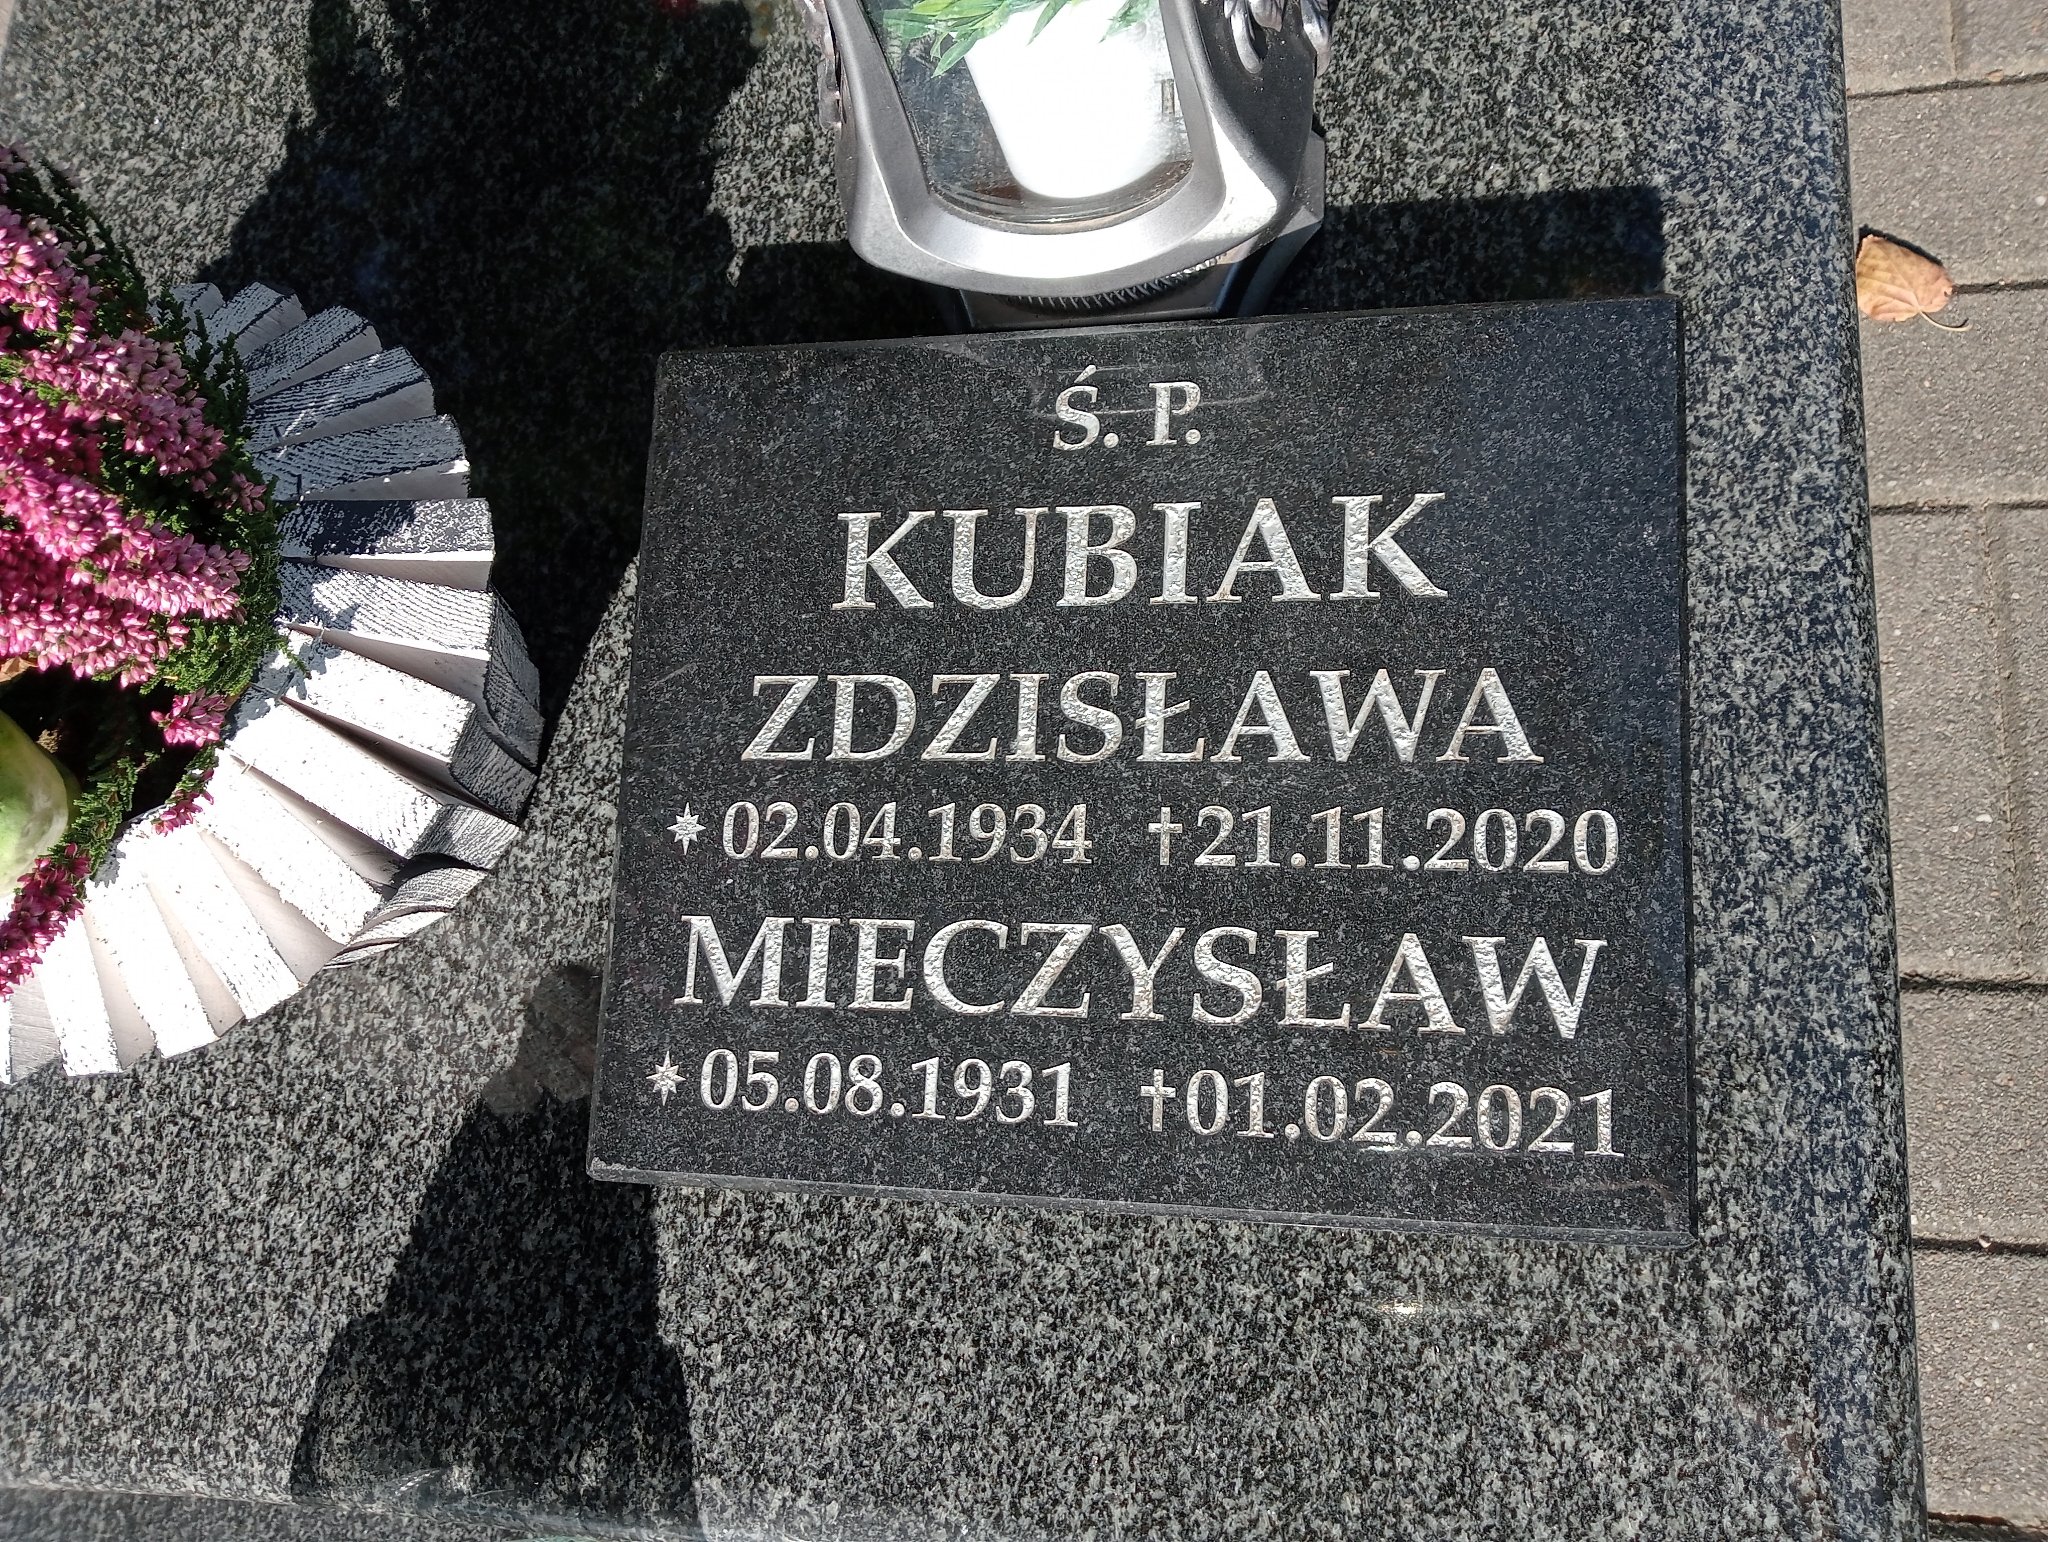 Ś. P.
KUBIAK
ZDZISŁAWA
* 02.04.1934 †21.11.2020
MIECZYSŁAW
* 05.08.1931 †01.02.2021